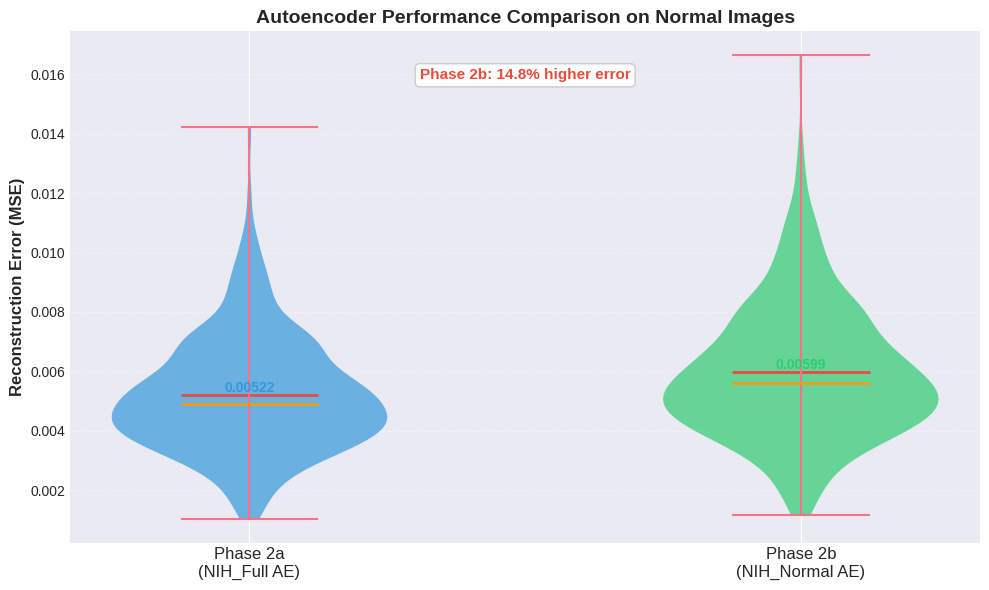 Autoencoder Performance Comparison on Normal Images
Reconstruction Error (MSE)
0.016
0.014
0.012
0.010
0.008
0.006
0.004
0.002
Phase 2b: 14.8% higher error
0.00522
0.00599
Phase 2a
(NIH_Full AE)
Phase 2b
(NIH_Normal AE)